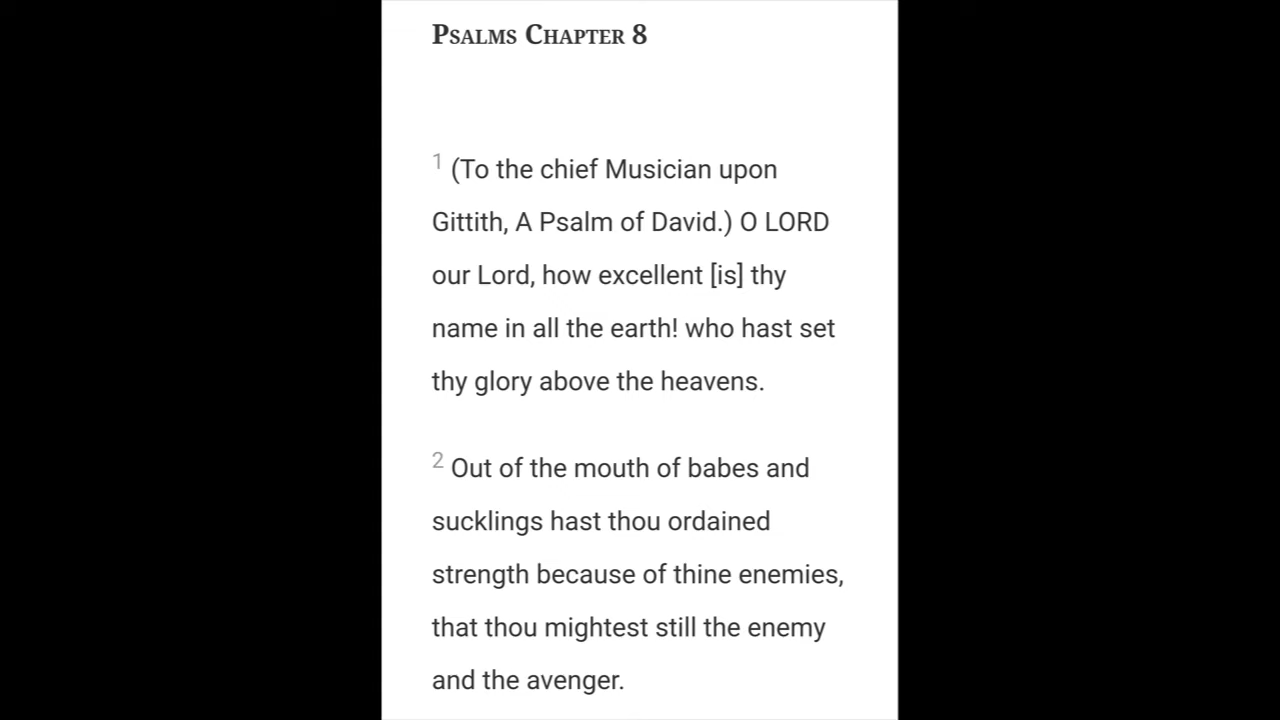 Psalms Chapter 8
1 (To the chief Musician upon
Gittith, A Psalm of David.) O LORD
our Lord, how excellent [is] thy
name in all the earth! who hast set
thy glory above the heavens.
2 Out of the mouth of babes and
sucklings hast thou ordained
strength because of thine enemies,
that thou mightest still the enemy
and the avenger.